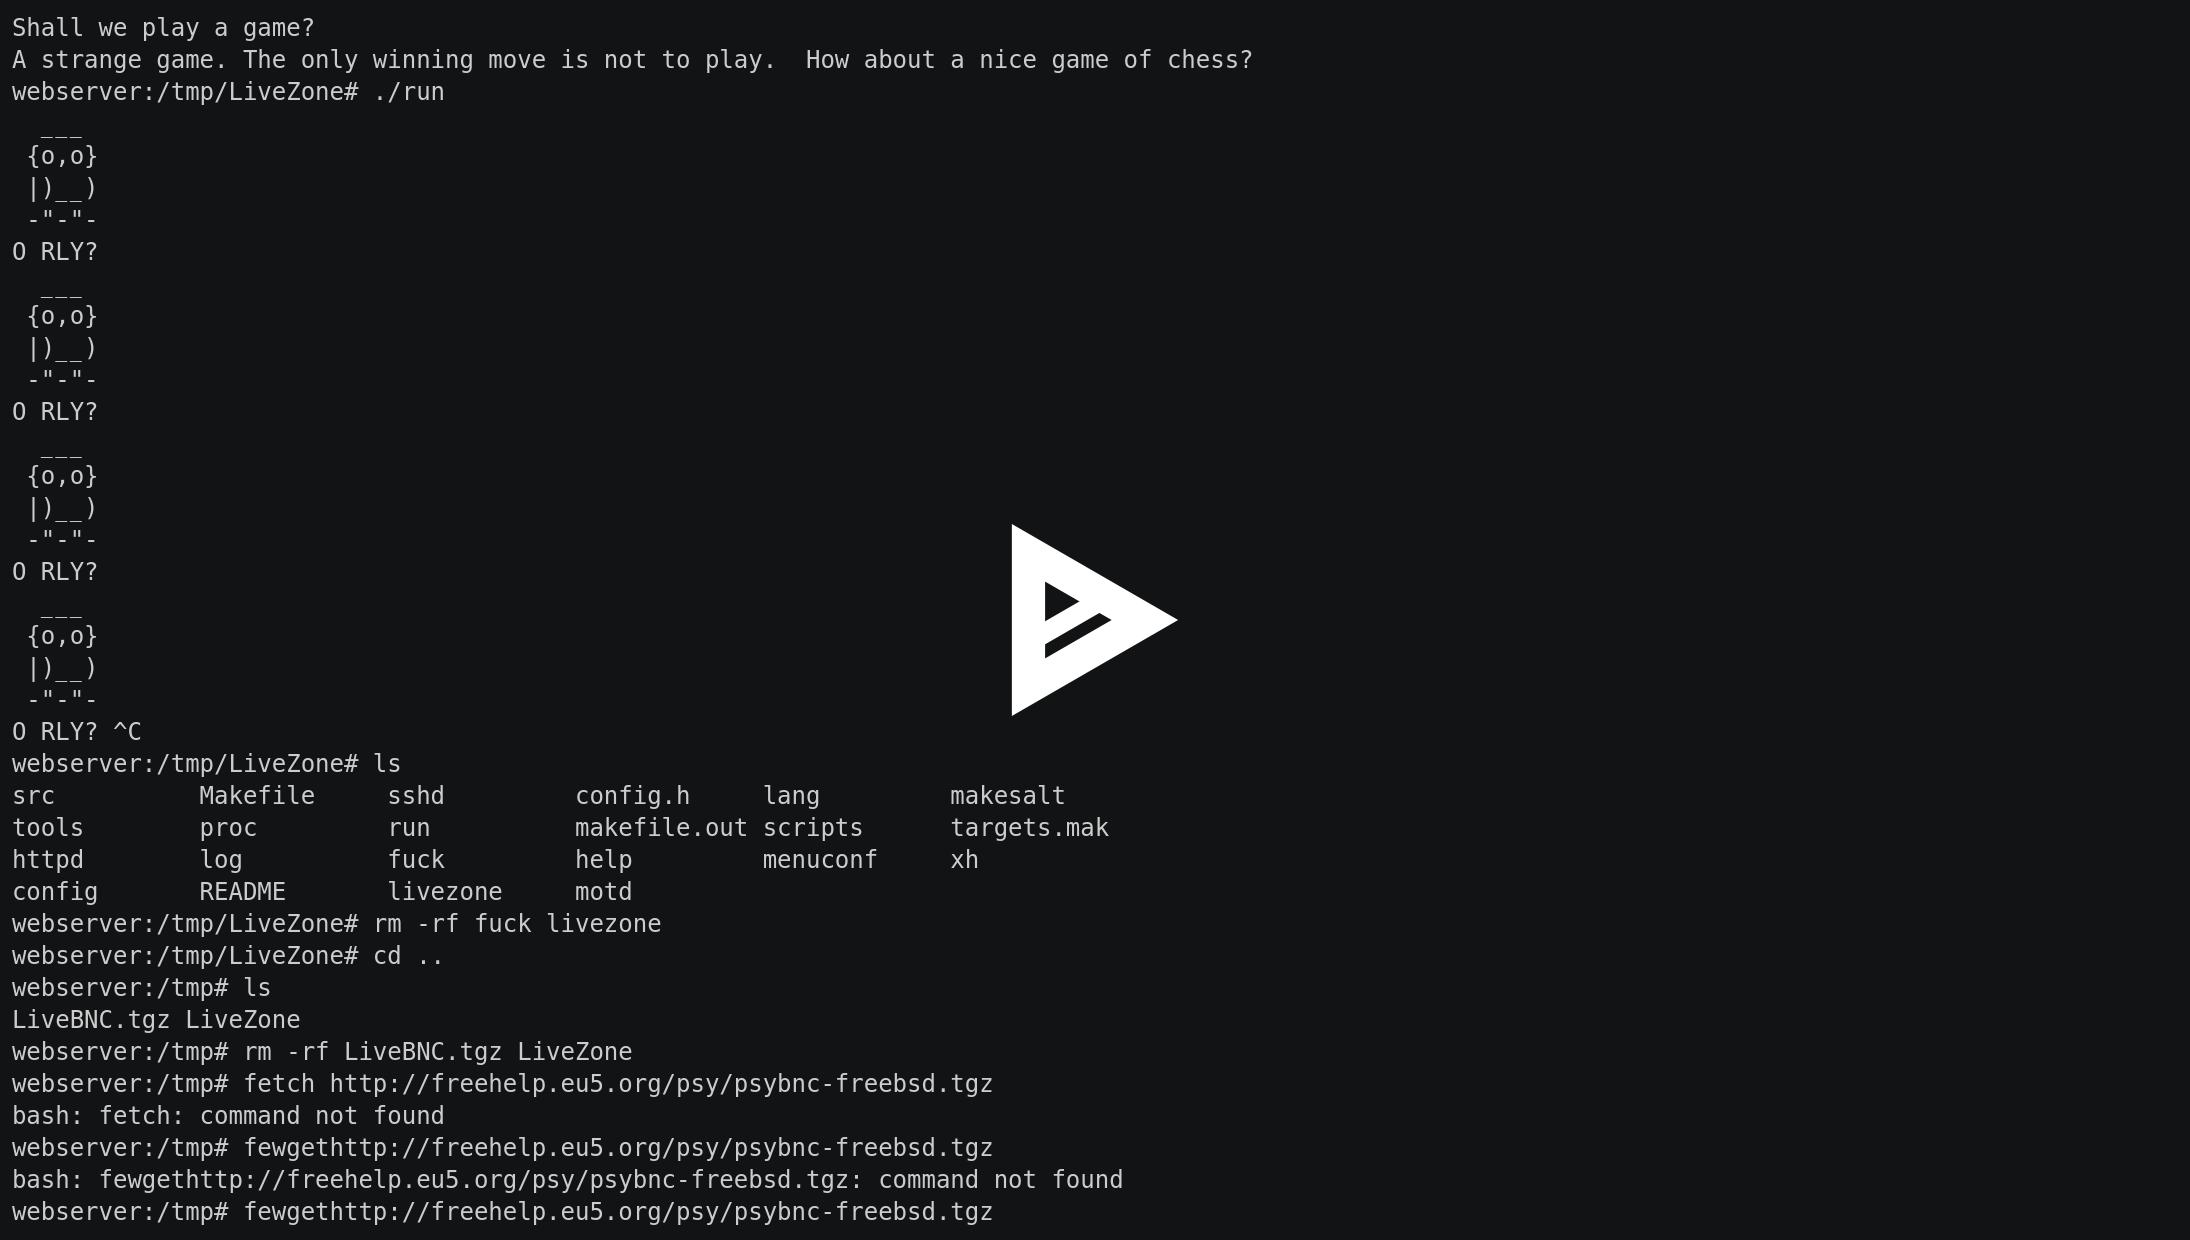 Shall we play a game?
A strange game. The only winning move is not to play.  How about a nice game of chess?
webserver:/tmp/LiveZone# ./run
  ___
 {o,o}
 |)__)
 -"-"-
O RLY?
  ___
 {o,o}
 |)__)
 -"-"-
O RLY?
  ___
 {o,o}
 |)__)
 -"-"-
O RLY?
  ___
 {o,o}
 |)__)
 -"-"-
O RLY? ^C
webserver:/tmp/LiveZone# ls
src          Makefile     sshd         config.h     lang         makesalt
tools        proc         run          makefile.out scripts      targets.mak
httpd        log          fuck         help         menuconf     xh
config       README       livezone     motd
webserver:/tmp/LiveZone# rm -rf fuck livezone
webserver:/tmp/LiveZone# cd ..
webserver:/tmp# ls
LiveBNC.tgz LiveZone
webserver:/tmp# rm -rf LiveBNC.tgz LiveZone
webserver:/tmp# fetch http://freehelp.eu5.org/psy/psybnc-freebsd.tgz
bash: fetch: command not found
webserver:/tmp# fewgethttp://freehelp.eu5.org/psy/psybnc-freebsd.tgz
bash: fewgethttp://freehelp.eu5.org/psy/psybnc-freebsd.tgz: command not found
webserver:/tmp# fewgethttp://freehelp.eu5.org/psy/psybnc-freebsd.tgz